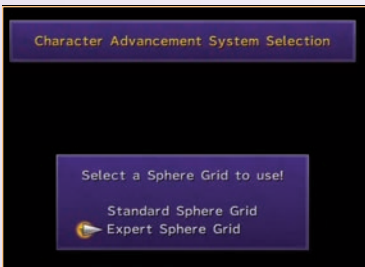 Character Advancement System Selection
Select a Sphere Grid to use!
Standard Sphere Grid
Expert Sphere Grid